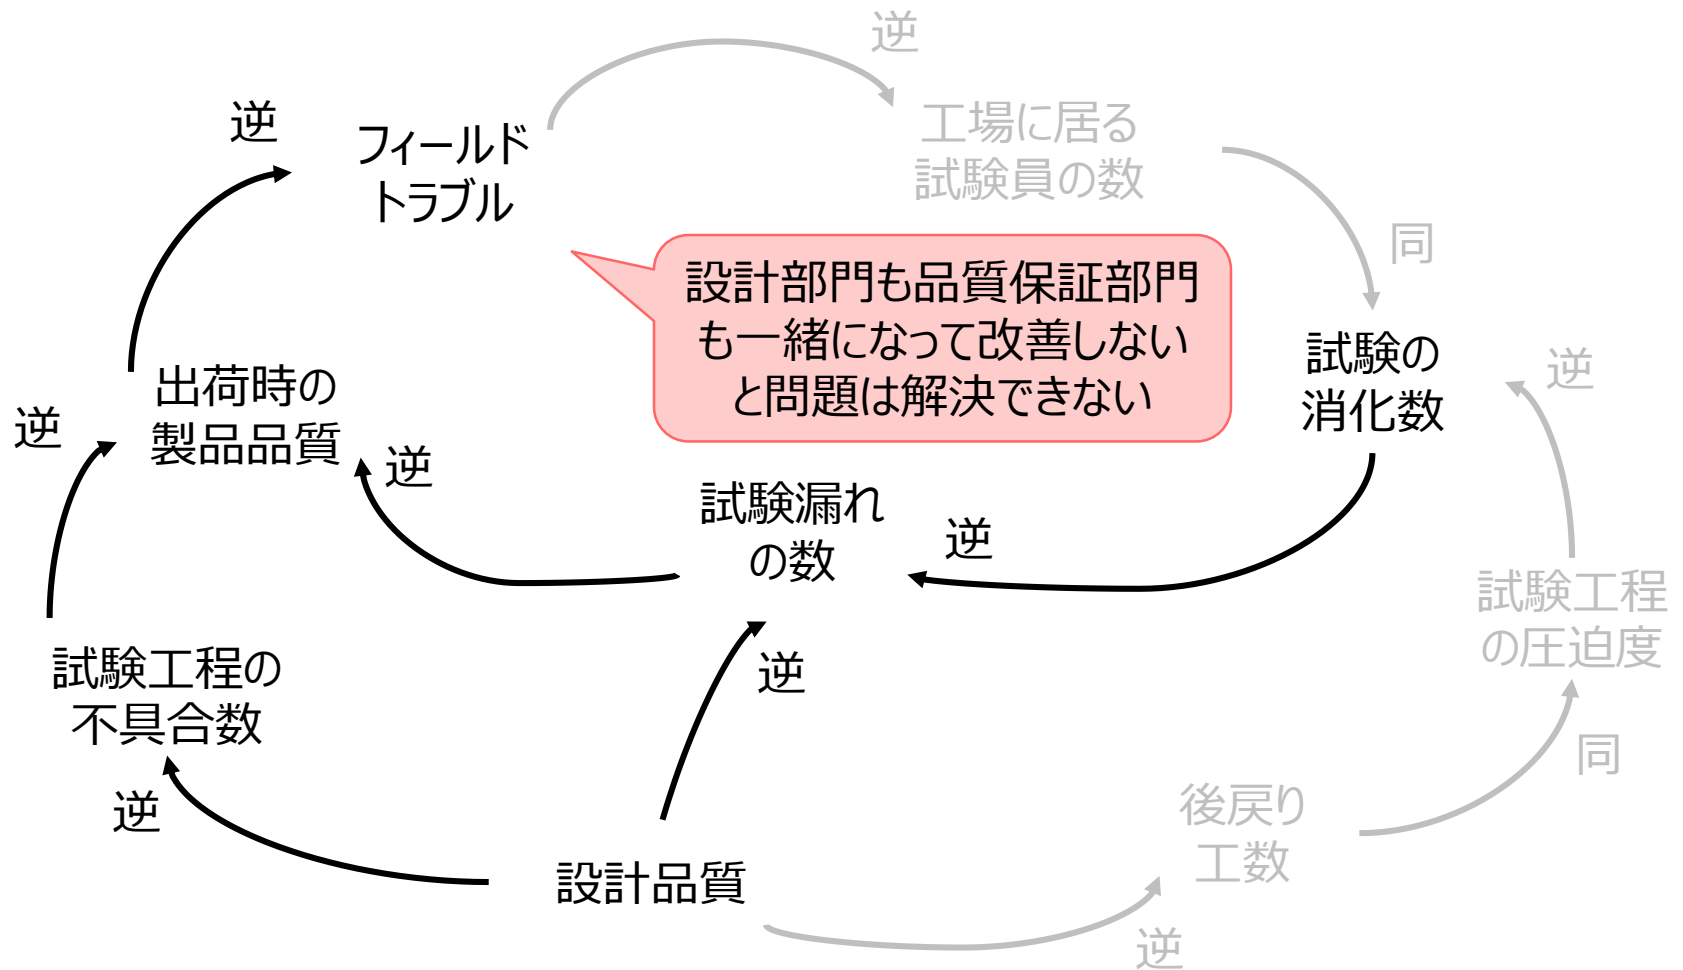 逆
逆
フィールド
トラブル
工場に居る
試験員の数
同
設計部門も品質保証部門
も一緒になって改善しない
と問題は解決できない
試験の
消化数
逆
出荷時の
製品品質
逆
逆
試験漏れ
の数
逆
試験工程
の圧迫度
試験工程の
不具合数
逆
同
逆
後戻り
工数
設計品質
逆